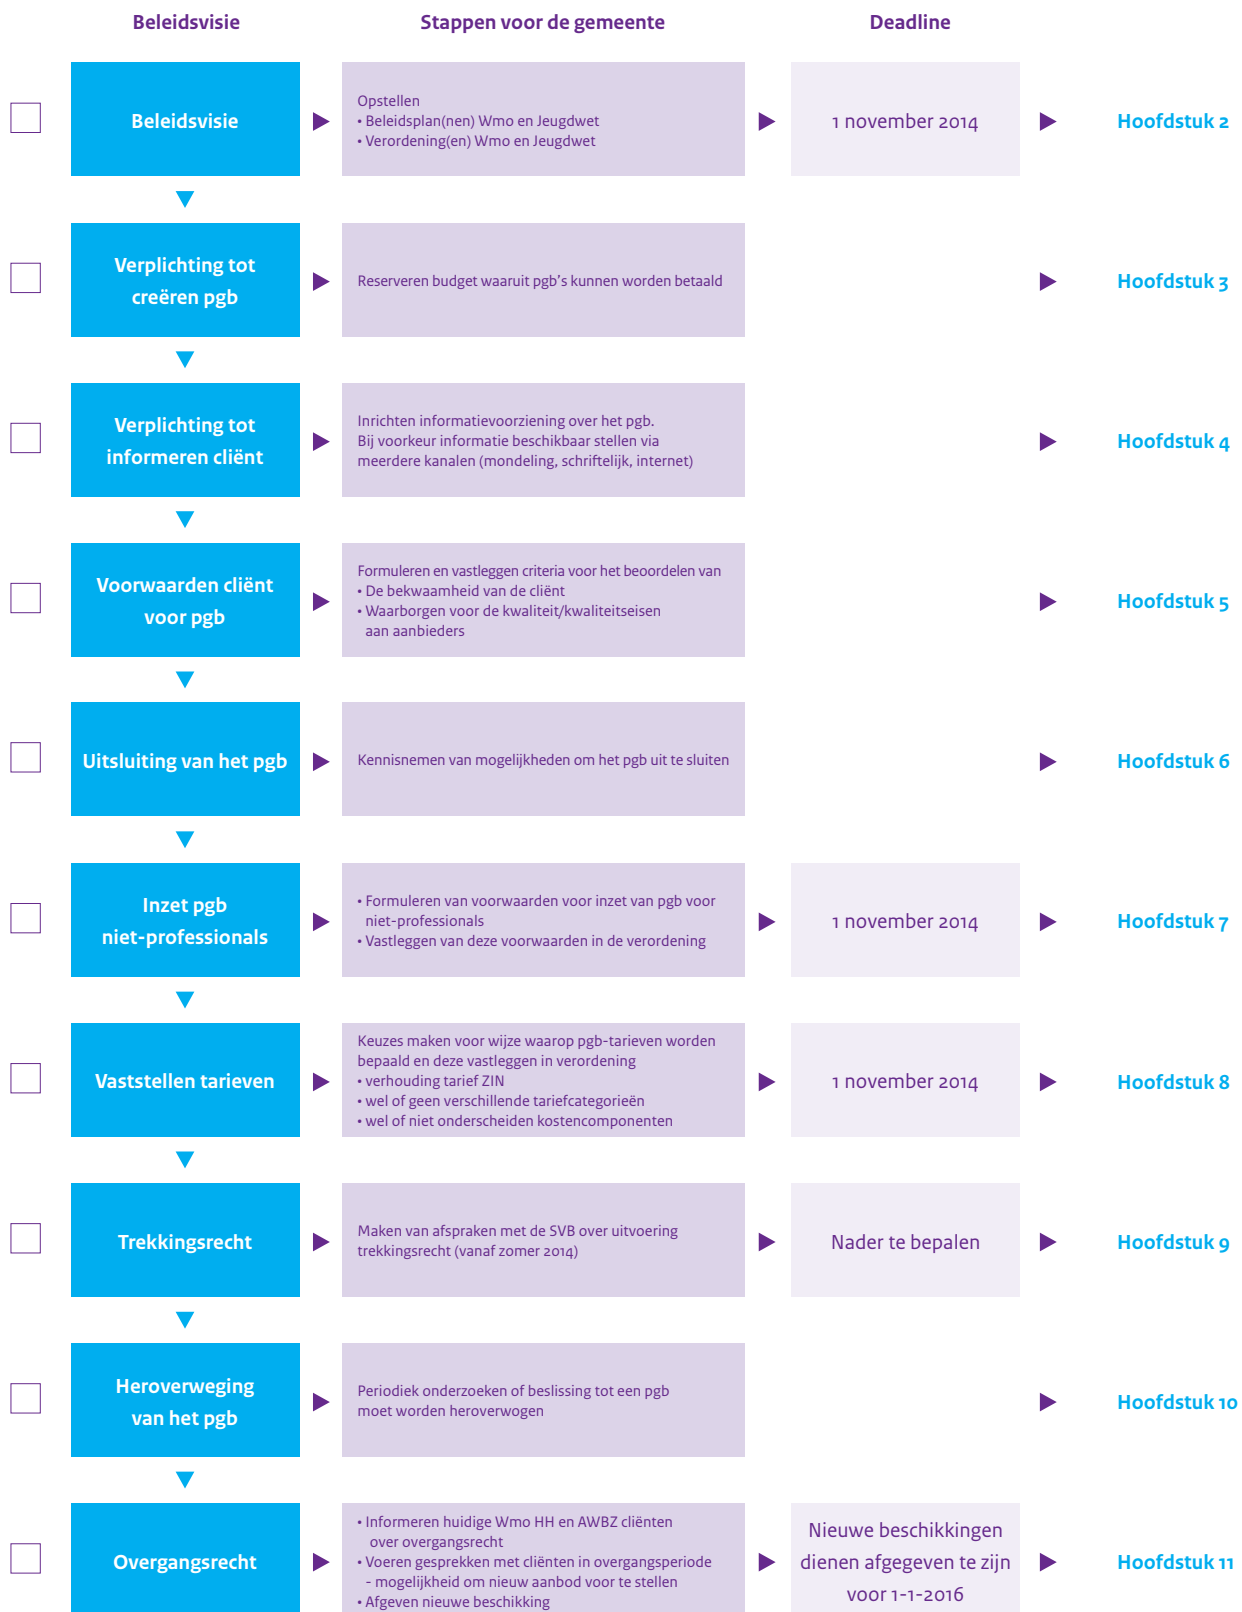 Beleidsvisie
Stappen voor de gemeente
Deadline
Beleidsvisie
Opstellen
• Beleidsplan(nen) Wmo en Jeugdwet
• Verordening(en) Wmo en Jeugdwet
1 november 2014
Hoofdstuk 2
Verplichting tot
creëren pgb
Reserveren budget waaruit pgb's kunnen worden betaald
Hoofdstuk 3
Verplichting tot
informeren cliënt
Inrichten informatievoorziening over het pgb.
Bij voorkeur informatie beschikbaar stellen via
meerdere kanalen (mondeling, schriftelijk, internet)
Hoofdstuk 4
Voorwaarden cliënt
voor pgb
Formuleren en vastleggen criteria voor het beoordelen van
• De bekwaamheid van de cliënt
• Waarborgen voor de kwaliteit/kwaliteitseisen
aan aanbieders
Hoofdstuk 5
Uitsluiting van het pgb
Kennisnemen van mogelijkheden om het pgb uit te sluiten
Hoofdstuk 6
Inzet pgb
niet-professionals
• Formuleren van voorwaarden voor inzet van pgb voor
niet-professionals
• Vastleggen van deze voorwaarden in de verordening
1 november 2014
Hoofdstuk 7
Vaststellen tarieven
Keuzes maken voor wijze waarop pgb-tarieven worden
bepaald en deze vastleggen in verordening
• verhouding tarief ZIN
• wel of geen verschillende tariefcategorieën
• wel of niet onderscheiden kostencomponenten
1 november 2014
Hoofdstuk 8
Trekkingsrecht
Maken van afspraken met de SVB over uitvoering
trekkingsrecht (vanaf zomer 2014)
Nader te bepalen
Hoofdstuk 9
Heroverweging
van het pgb
Periodiek onderzoeken of beslissing tot een pgb
moet worden heroverwogen
Hoofdstuk 10
Overgangsrecht
• Informeren huidige Wmo HH en AWBZ cliënten
over overgangsrecht
• Voeren gesprekken met cliënten in overgangsperiode
- mogelijkheid om nieuw aanbod voor te stellen
• Afgeven nieuwe beschikking
Nieuwe beschikkingen
dienen afgegeven te zijn
voor 1-1-2016
Hoofdstuk 11